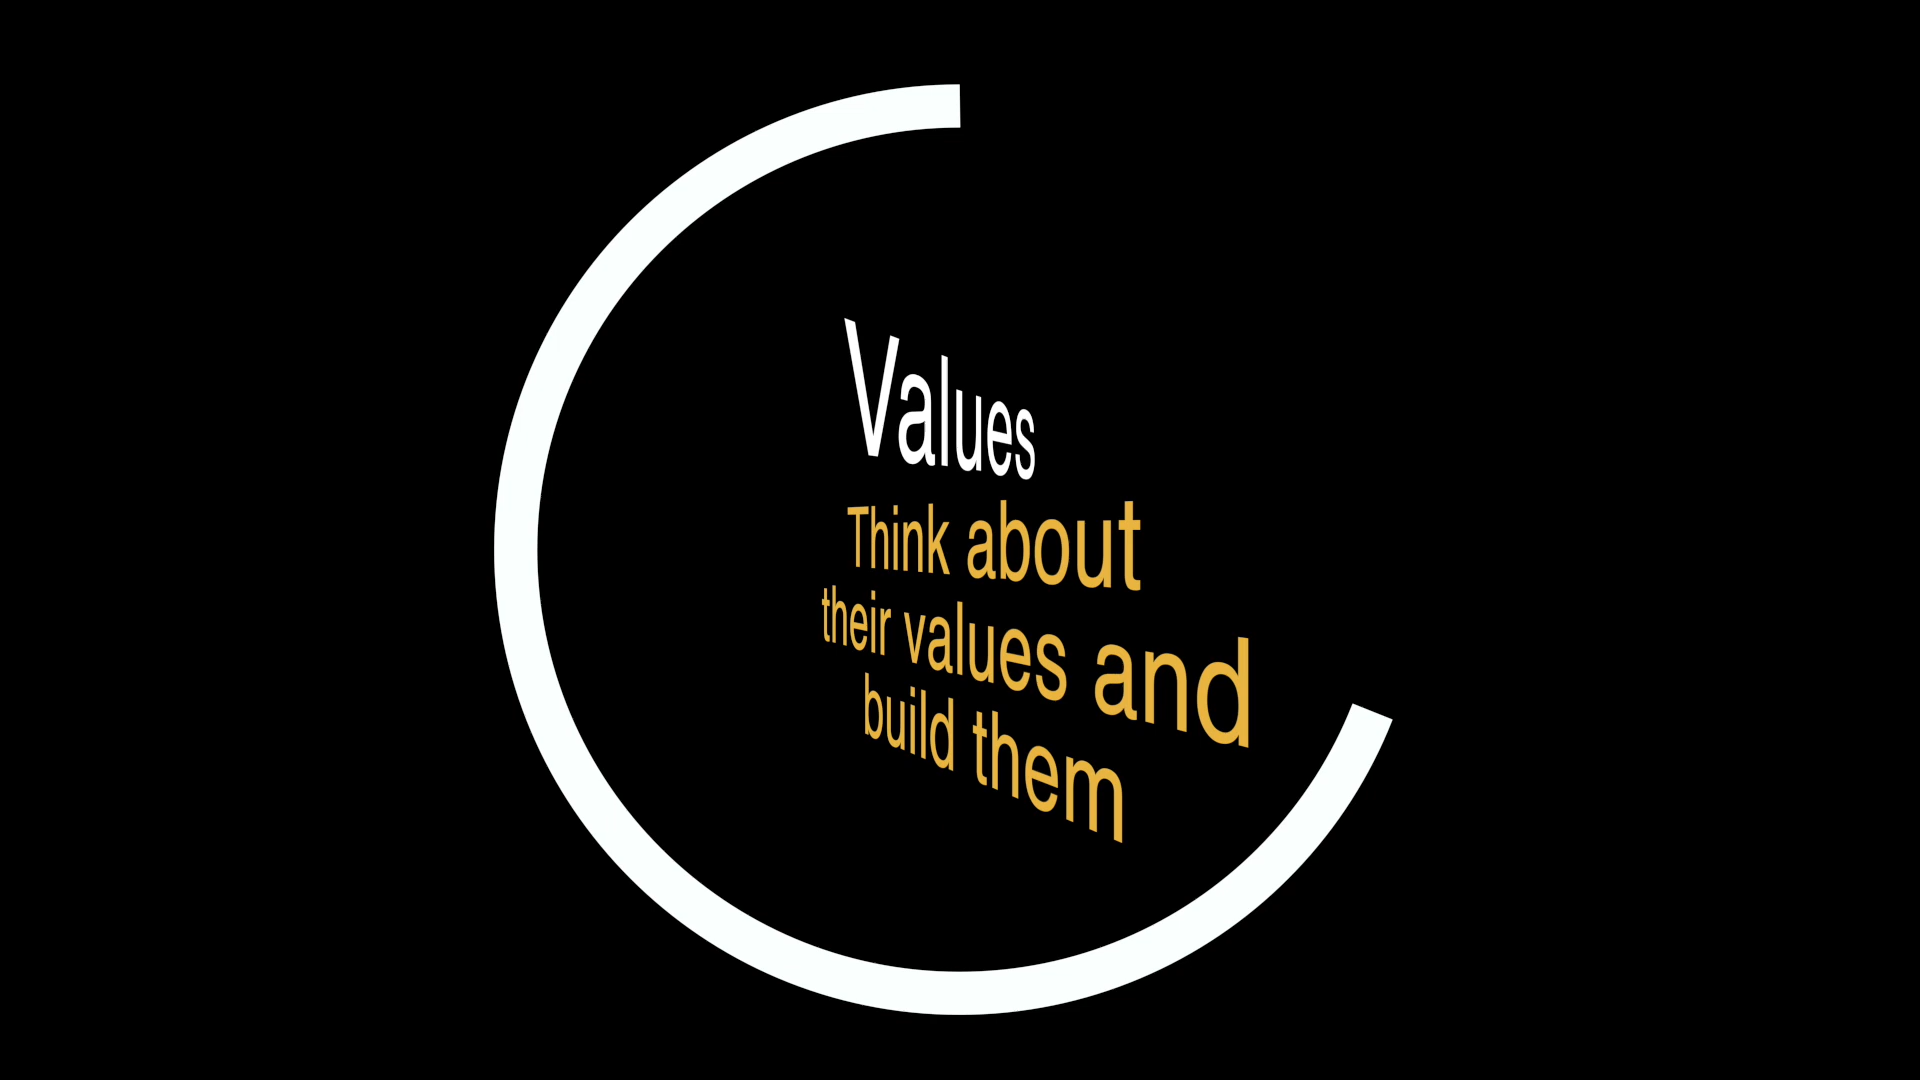 Values
Think about
their values and
build them